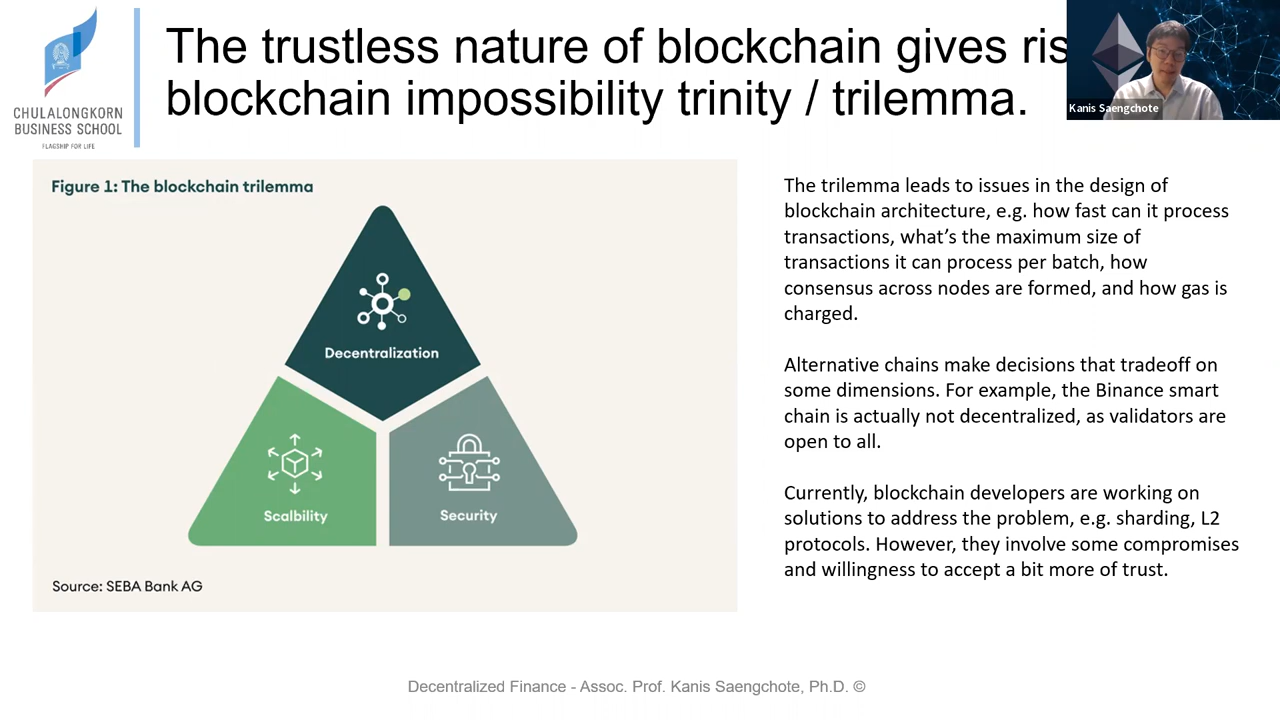 The trustless nature of blockchain gives ris
blockchain impossibility trinity / trilemma.
Kanis Saengchote
CHULALONGKORN
BUSINESS SCHOOL
FLAGSHIP FOR LIFE
Figure 1: The blockchain trilemma
Decentralization
Scalbility
Security
Source: SEBA Bank AG
The trilemma leads to issues in the design of
blockchain architecture, e.g. how fast can it process
transactions, what's the maximum size of
transactions it can process per batch, how
consensus across nodes are formed, and how gas is
charged.
Alternative chains make decisions that tradeoff on
some dimensions. For example, the Binance smart
chain is actually not decentralized, as validators are
open to all.
Currently, blockchain developers are working on
solutions to address the problem, e.g. sharding, L2
protocols. However, they involve some compromises
and willingness to accept a bit more of trust.
Decentralized Finance - Assoc. Prof. Kanis Saengchote, Ph.D. ©